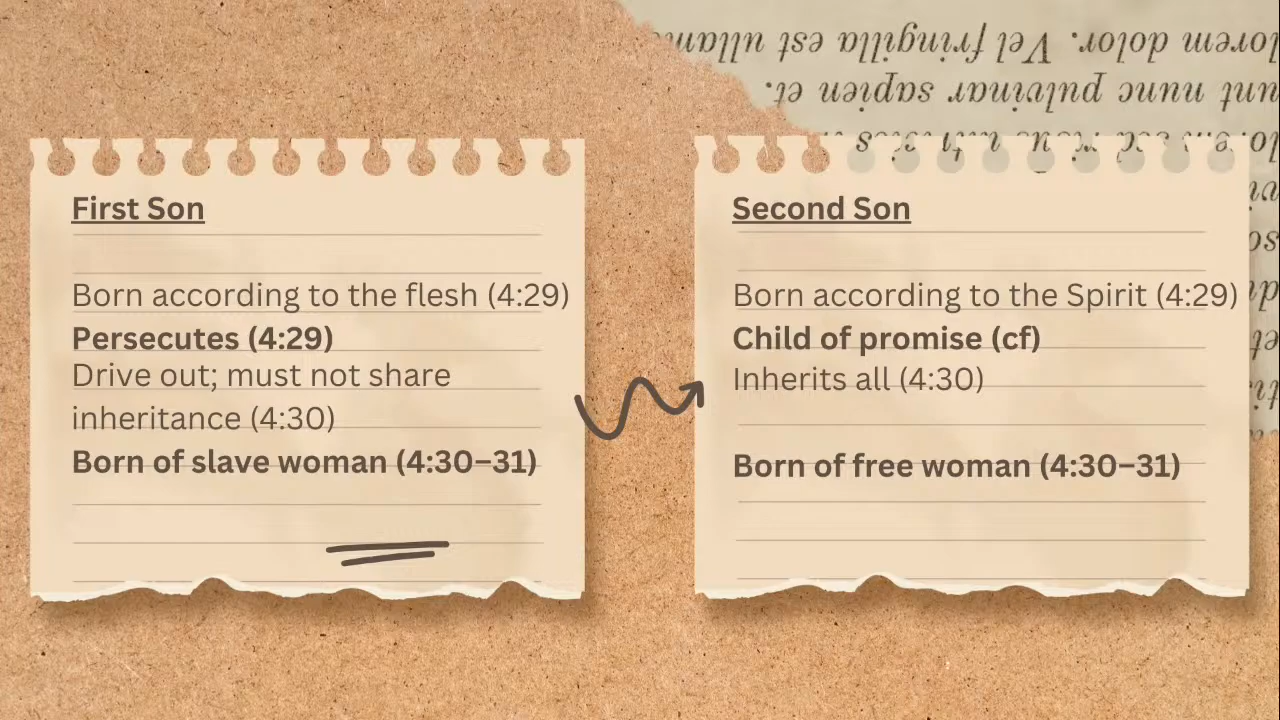 lorem dolor. Vel fringilla est ullam
unt nunc pulvinar sapien et.
First Son
Born according to the flesh (4:29)
Persecutes (4:29)
Drive out; must not share
inheritance (4:30)
Born of slave woman (4:30–31)
Second Son
Born according to the Spirit (4:29)
Child of promise (cf)
Inherits all (4:30)
Born of free woman (4:30–31)